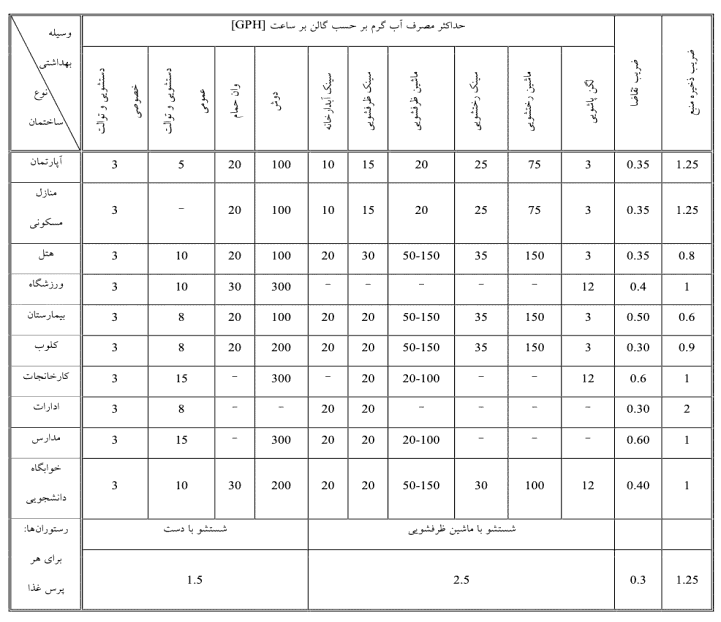 حداکثر مصرف آب گرم بر حسب گالن بر ساعت [GPH]
وسیله بهداشتی
نوع ساختمان
دستشویی و توالت خصوصی
دستشویی و توالت عمومی
وان حمام
دوش
سینک آبدارخانه
سینک ظرفشویی
ماشین ظرفشویی
سینک رختشویی
ماشین رختشویی
لگن پاشویی
ضریب تقاضا
ضریب ذخیره منبع
آپارتمان 3 5 20 100 10 15 20 25 75 3 0.35 1.25
منازل مسکونی 3 – 20 100 10 15 20 25 75 3 0.35 1.25
هتل 3 10 20 100 20 30 50-150 35 150 3 0.35 0.8
ورزشگاه 3 10 30 300 – – – – – 12 0.4 1
بیمارستان 3 8 20 100 20 20 50-150 35 150 3 0.50 0.6
کلوب 3 8 20 200 20 20 50-150 35 150 3 0.30 0.9
کارخانجات 3 15 – 300 – 20 20-100 – – 12 0.6 1
ادارات 3 8 – – 20 20 – – – – 0.30 2
مدارس 3 15 – 300 20 20 20-100 – – – 0.60 1
خوابگاه دانشجویی 3 10 30 200 20 20 50-150 30 100 12 0.40 1
رستوران‌ها:
شستشو با دست
شستشو با ماشین ظرفشویی
برای هر پرس غذا 1.5 2.5 0.3 1.25